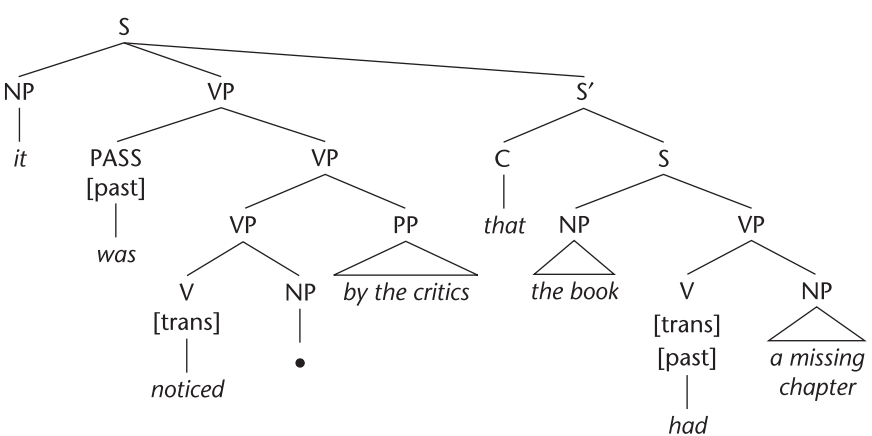 S
NP VP S′
it PASS VP C S
[past]
was VP PP that NP VP
V NP by the critics the book V NP
[trans] [trans] a missing
noticed • [past] chapter
had